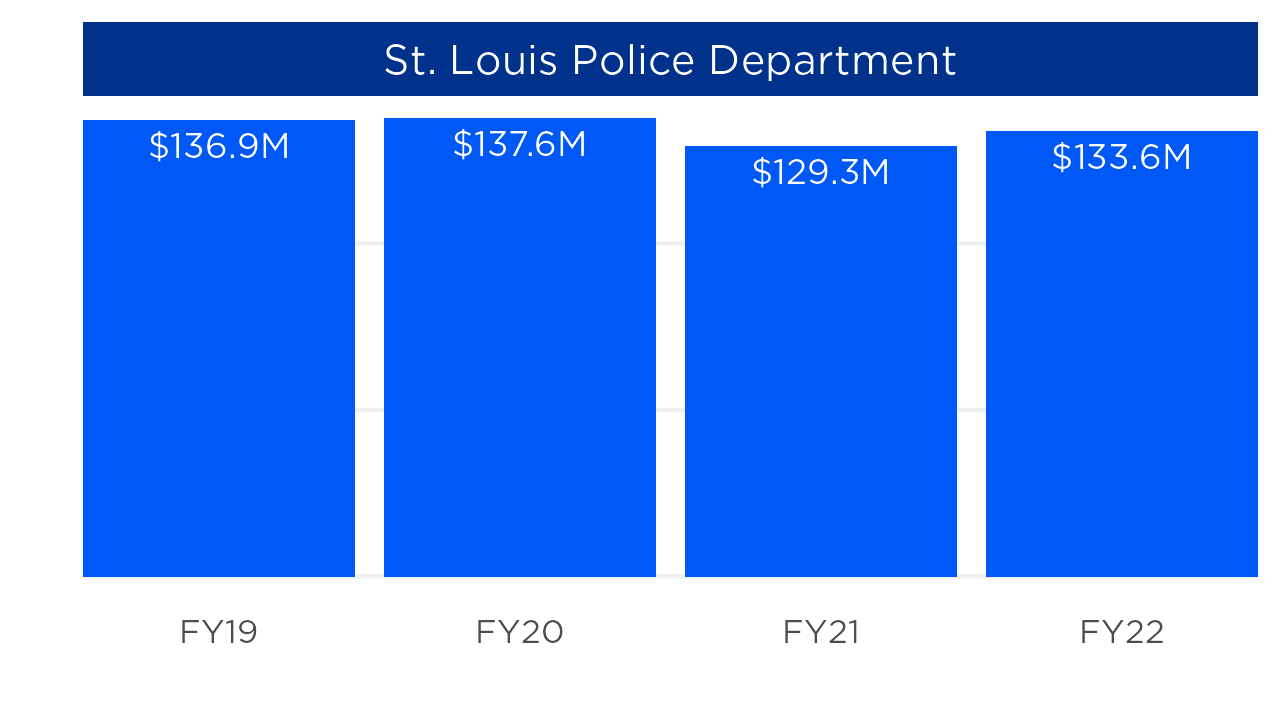 St. Louis Police Department
$136.9M
$137.6M
$129.3M
$133.6M
FY19
FY20
FY21
FY22